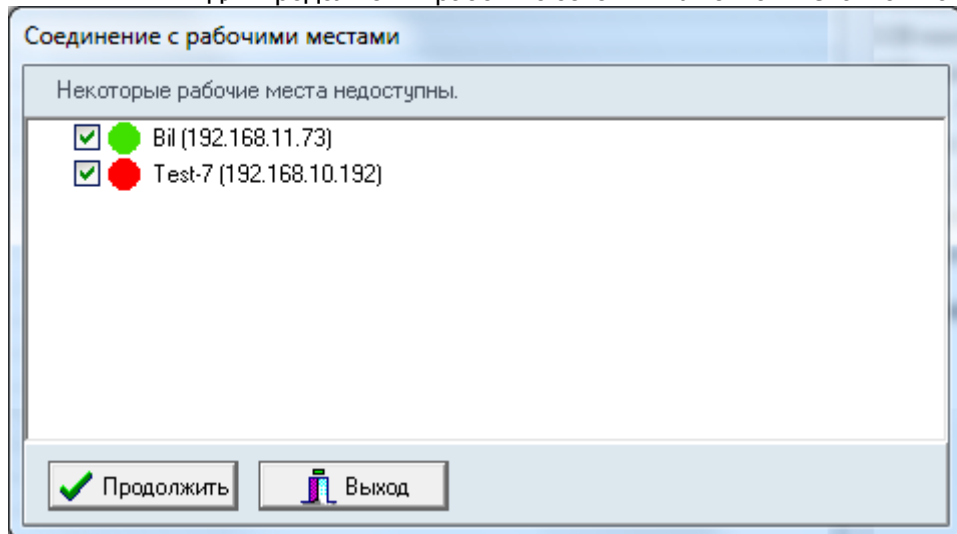 Соединение с рабочими местами
Некоторые рабочие места недоступны.
Bil (192.168.11.73)
Test-7 (192.168.10.192)
Продолжить
Выход